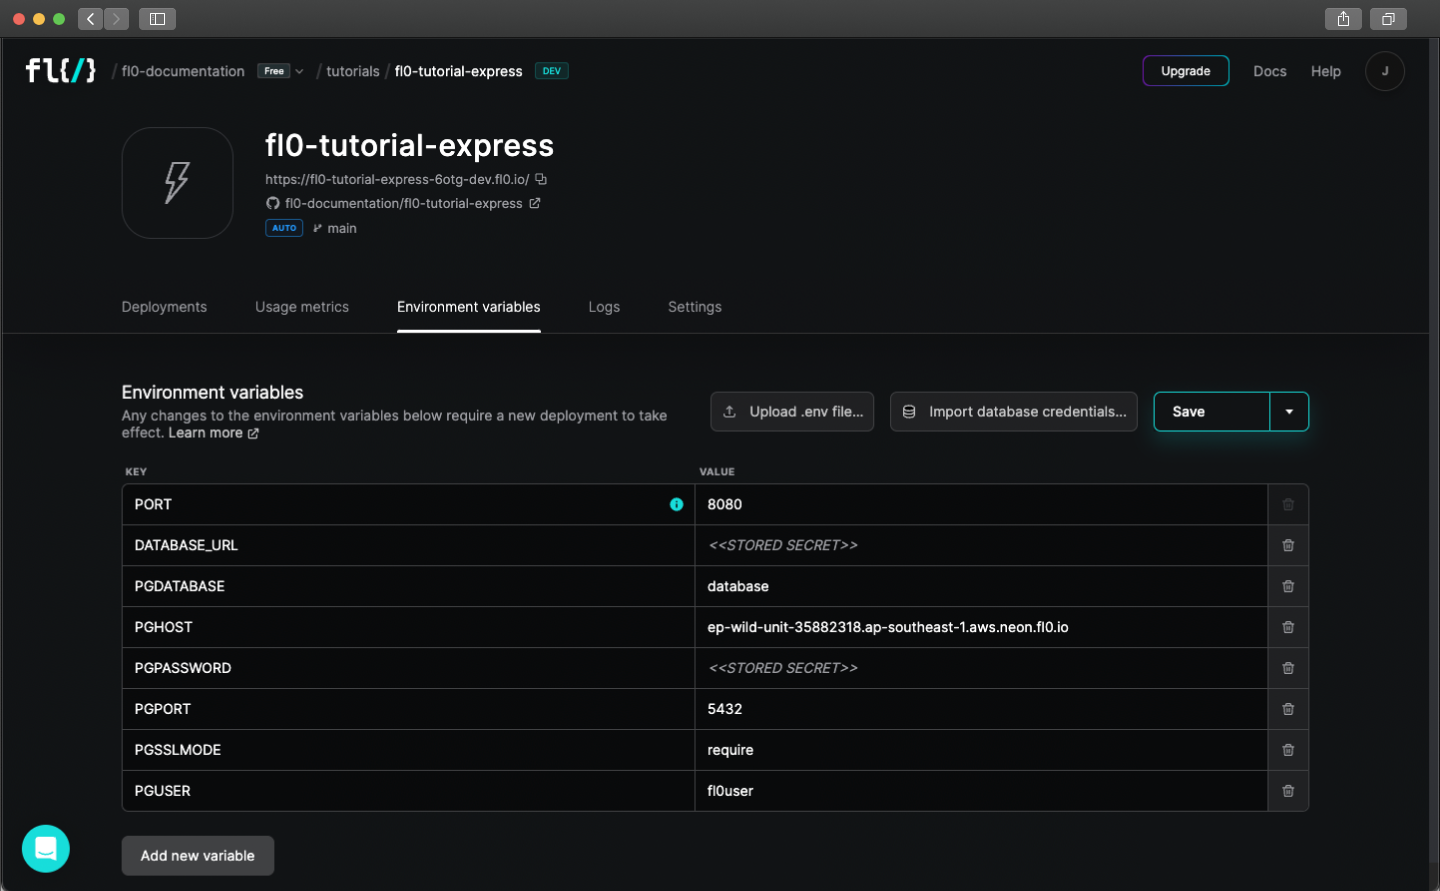 fl{/}
/ fl0-documentation Free / tutorials / fl0-tutorial-express DEV
Upgrade Docs Help J
fl0-tutorial-express
https://fl0-tutorial-express-6otg-dev.fl0.io/
fl0-documentation/fl0-tutorial-express
AUTO main
Deployments Usage metrics Environment variables Logs Settings
Environment variables
Any changes to the environment variables below require a new deployment to take
effect. Learn more
Upload .env file... Import database credentials... Save
KEY VALUE
PORT 8080
DATABASE_URL <<STORED SECRET>>
PGDATABASE database
PGHOST ep-wild-unit-35882318.ap-southeast-1.aws.neon.fl0.io
PGPASSWORD <<STORED SECRET>>
PGPORT 5432
PGSSLMODE require
PGUSER fl0user
Add new variable